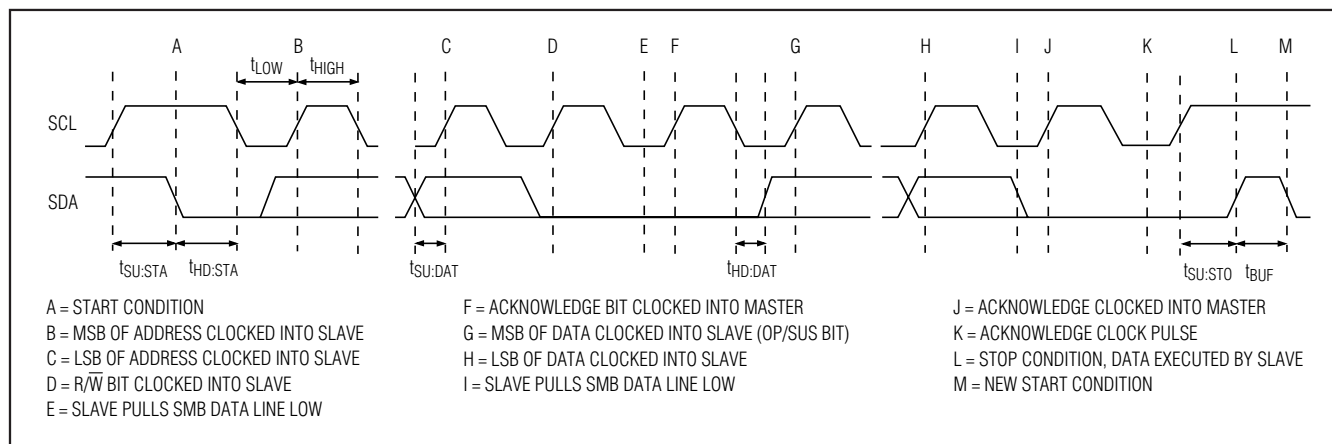 A B C D E F G H I J K L M
tLOW tHIGH
SCL
SDA
tSU:STA tHD:STA tSU:DAT tHD:DAT tSU:STO tBUF
A = START CONDITION
B = MSB OF ADDRESS CLOCKED INTO SLAVE
C = LSB OF ADDRESS CLOCKED INTO SLAVE
D = R/W̅ BIT CLOCKED INTO SLAVE
E = SLAVE PULLS SMB DATA LINE LOW
F = ACKNOWLEDGE BIT CLOCKED INTO MASTER
G = MSB OF DATA CLOCKED INTO SLAVE (OP/SUS BIT)
H = LSB OF DATA CLOCKED INTO SLAVE
I = SLAVE PULLS SMB DATA LINE LOW
J = ACKNOWLEDGE CLOCKED INTO MASTER
K = ACKNOWLEDGE CLOCK PULSE
L = STOP CONDITION, DATA EXECUTED BY SLAVE
M = NEW START CONDITION